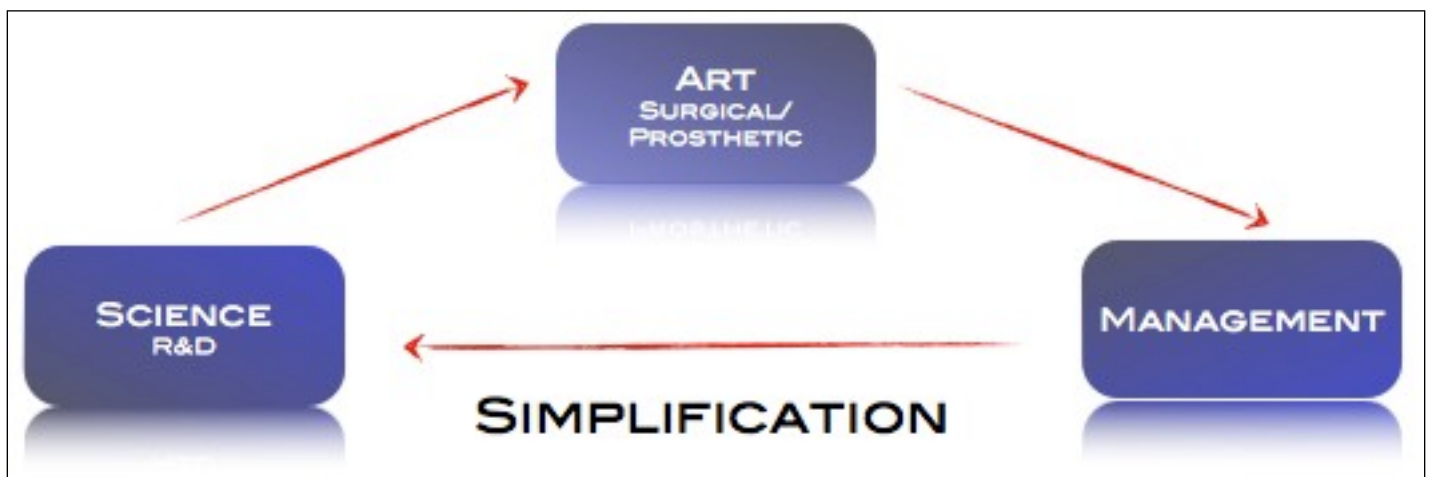 ART
SURGICAL/
PROSTHETIC
SCIENCE
R&D
MANAGEMENT
SIMPLIFICATION